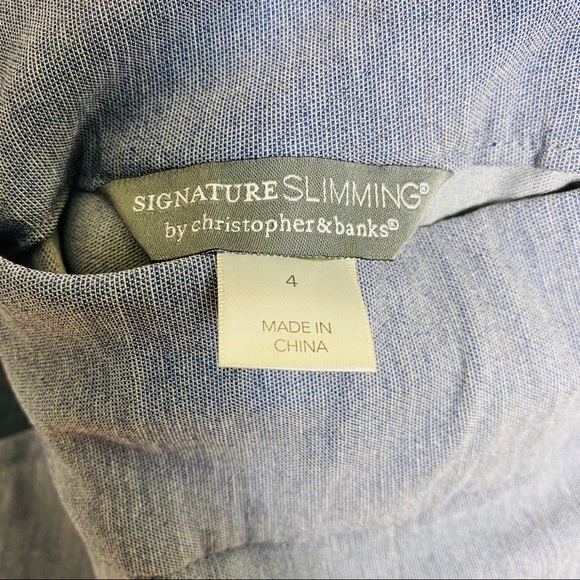 SIGNATURE SLIMMING®
by christopher&banks®
4
MADE IN
CHINA